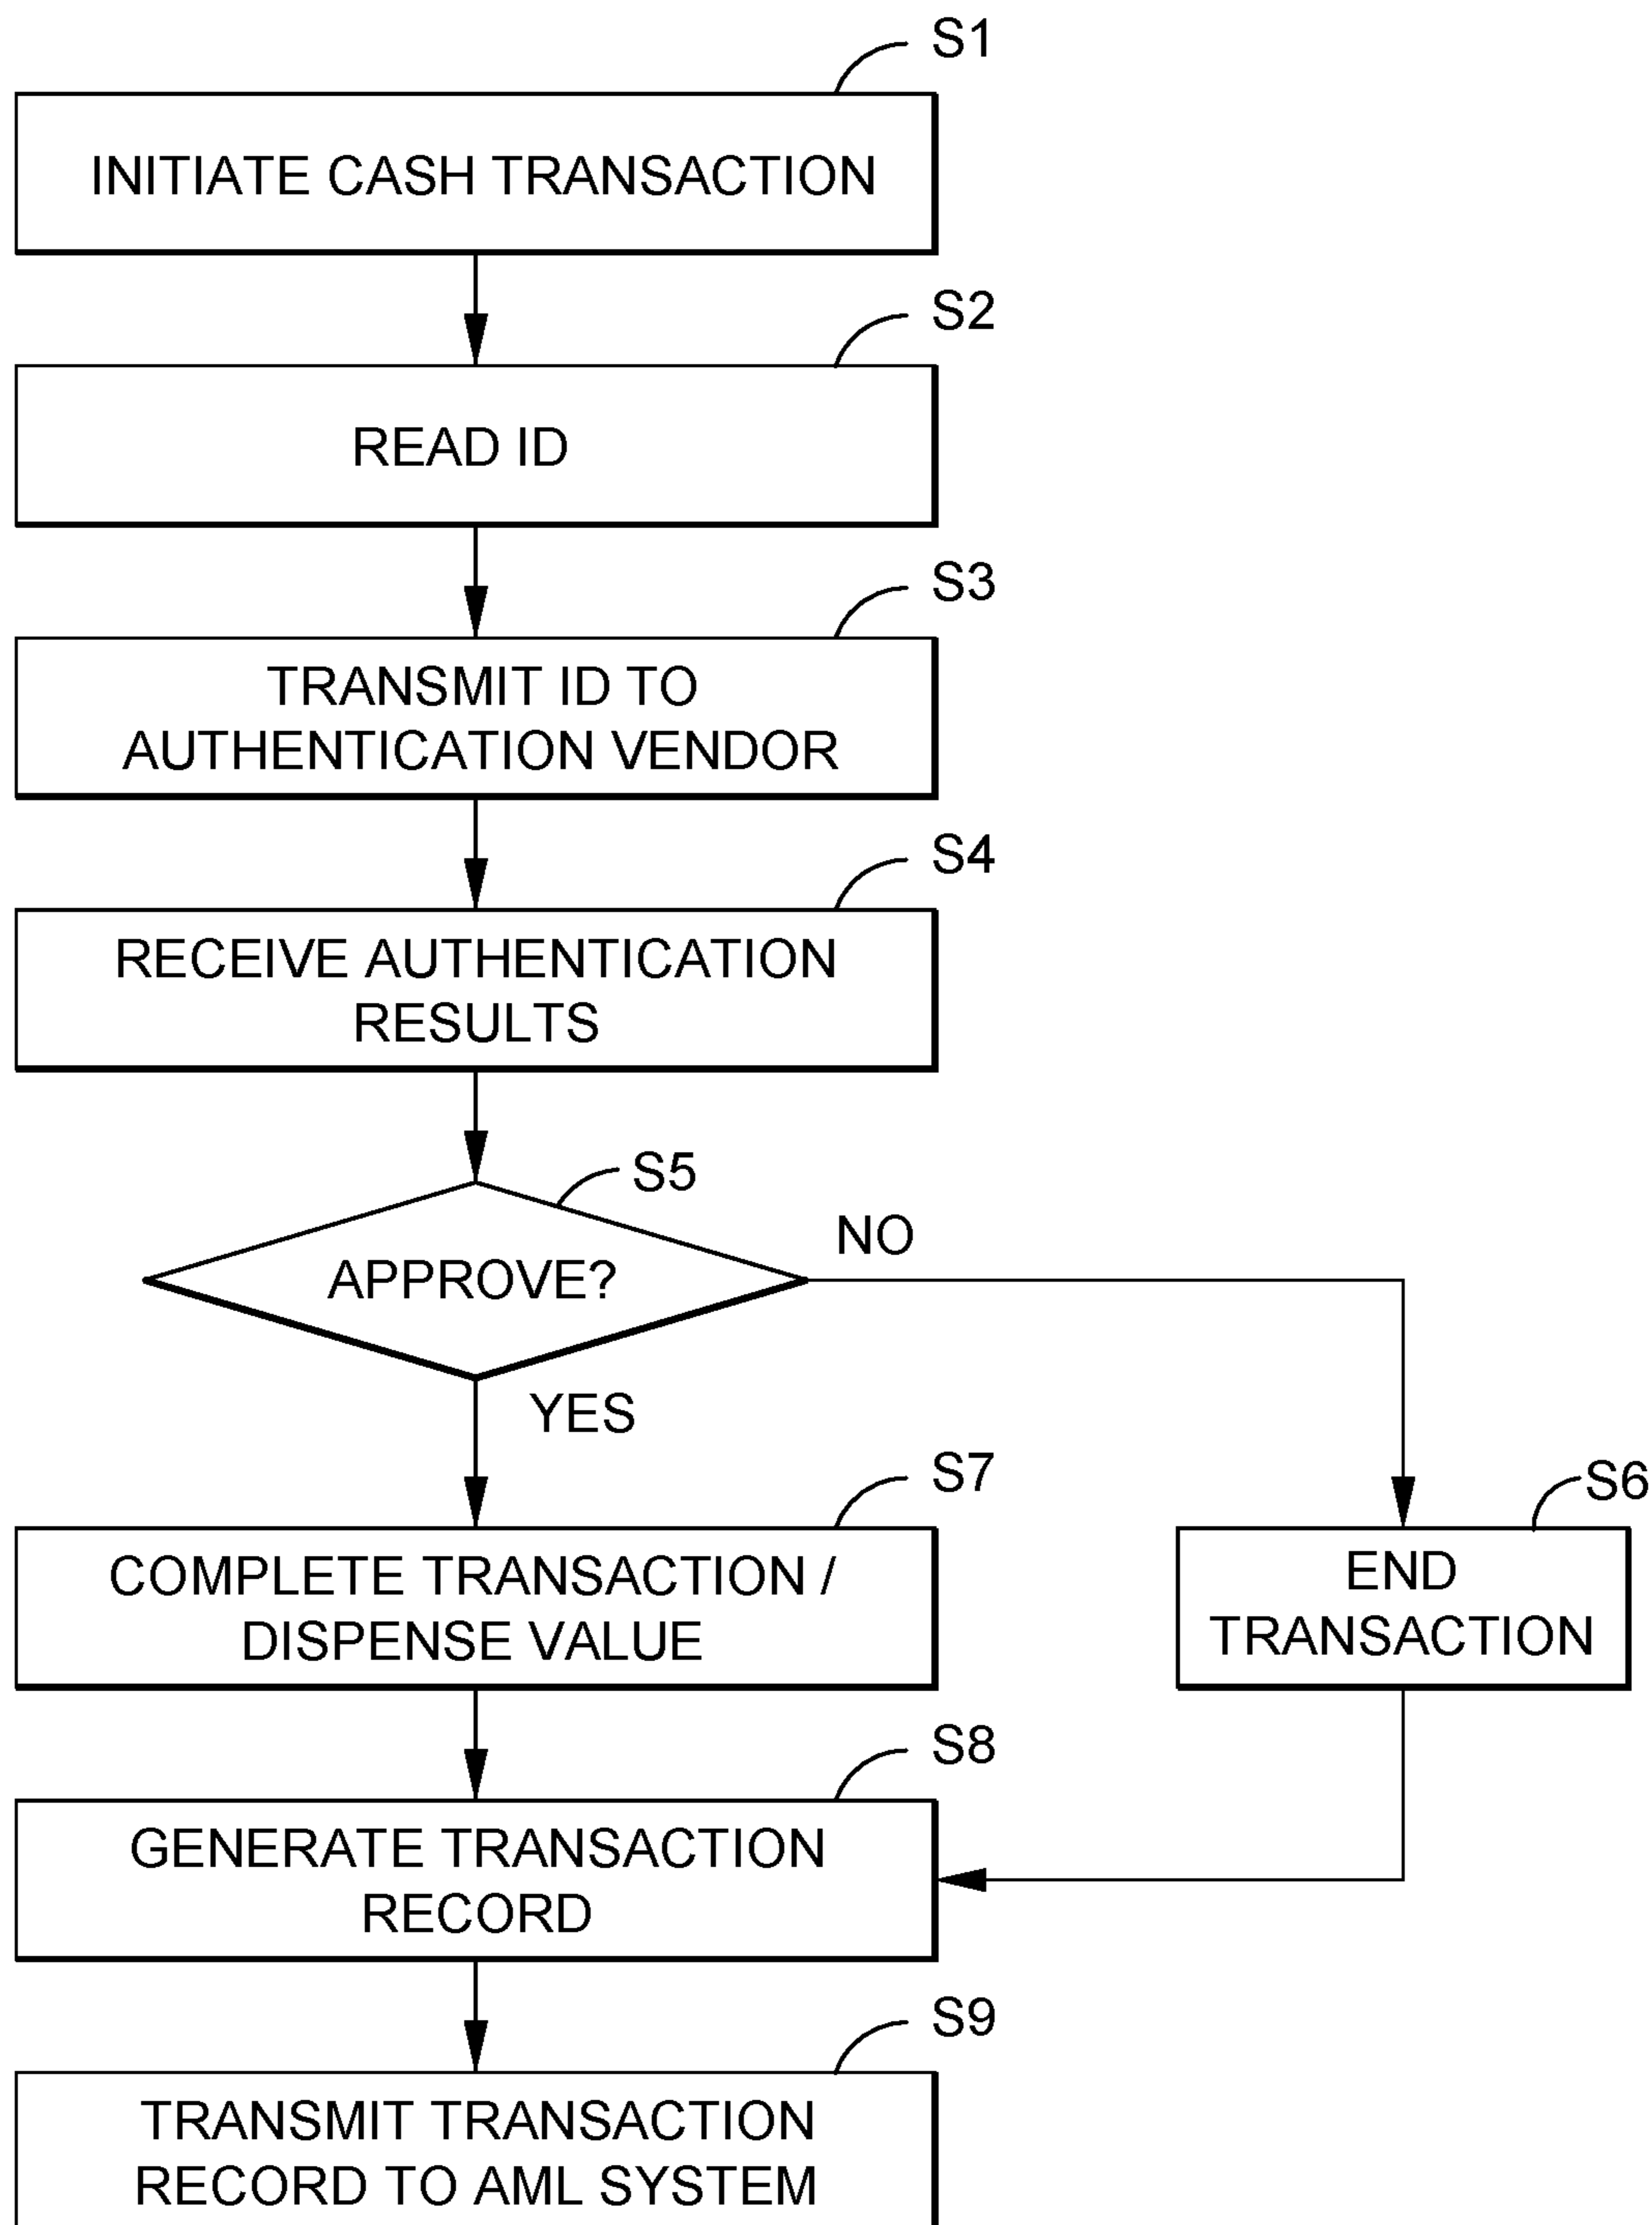 S1
INITIATE CASH TRANSACTION
S2
READ ID
S3
TRANSMIT ID TO
AUTHENTICATION VENDOR
S4
RECEIVE AUTHENTICATION
RESULTS
S5
APPROVE?
NO
YES
S7
COMPLETE TRANSACTION /
DISPENSE VALUE
S6
END
TRANSACTION
S8
GENERATE TRANSACTION
RECORD
S9
TRANSMIT TRANSACTION
RECORD TO AML SYSTEM